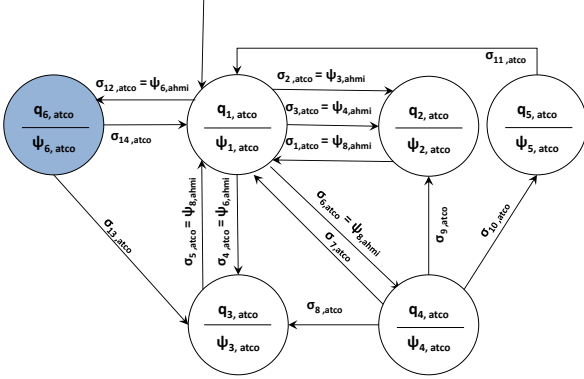 σ11,atco
σ12,atco = ψ6,ahmi
σ2,atco = ψ3,ahmi
q6, atco
ψ6, atco
q1, atco
ψ1, atco
σ3,atco = ψ4,ahmi
q2, atco
ψ2, atco
q5, atco
ψ5, atco
σ14,atco
σ1,atco = ψ8,ahmi
σ13,atco
σ5,atco = ψ8,ahmi
σ4,atco = ψ6,ahmi
σ6,atco = ψ8,ahmi
σ7,atco
σ9,atco
σ10,atco
q3, atco
ψ3, atco
σ8,atco
q4, atco
ψ4, atco